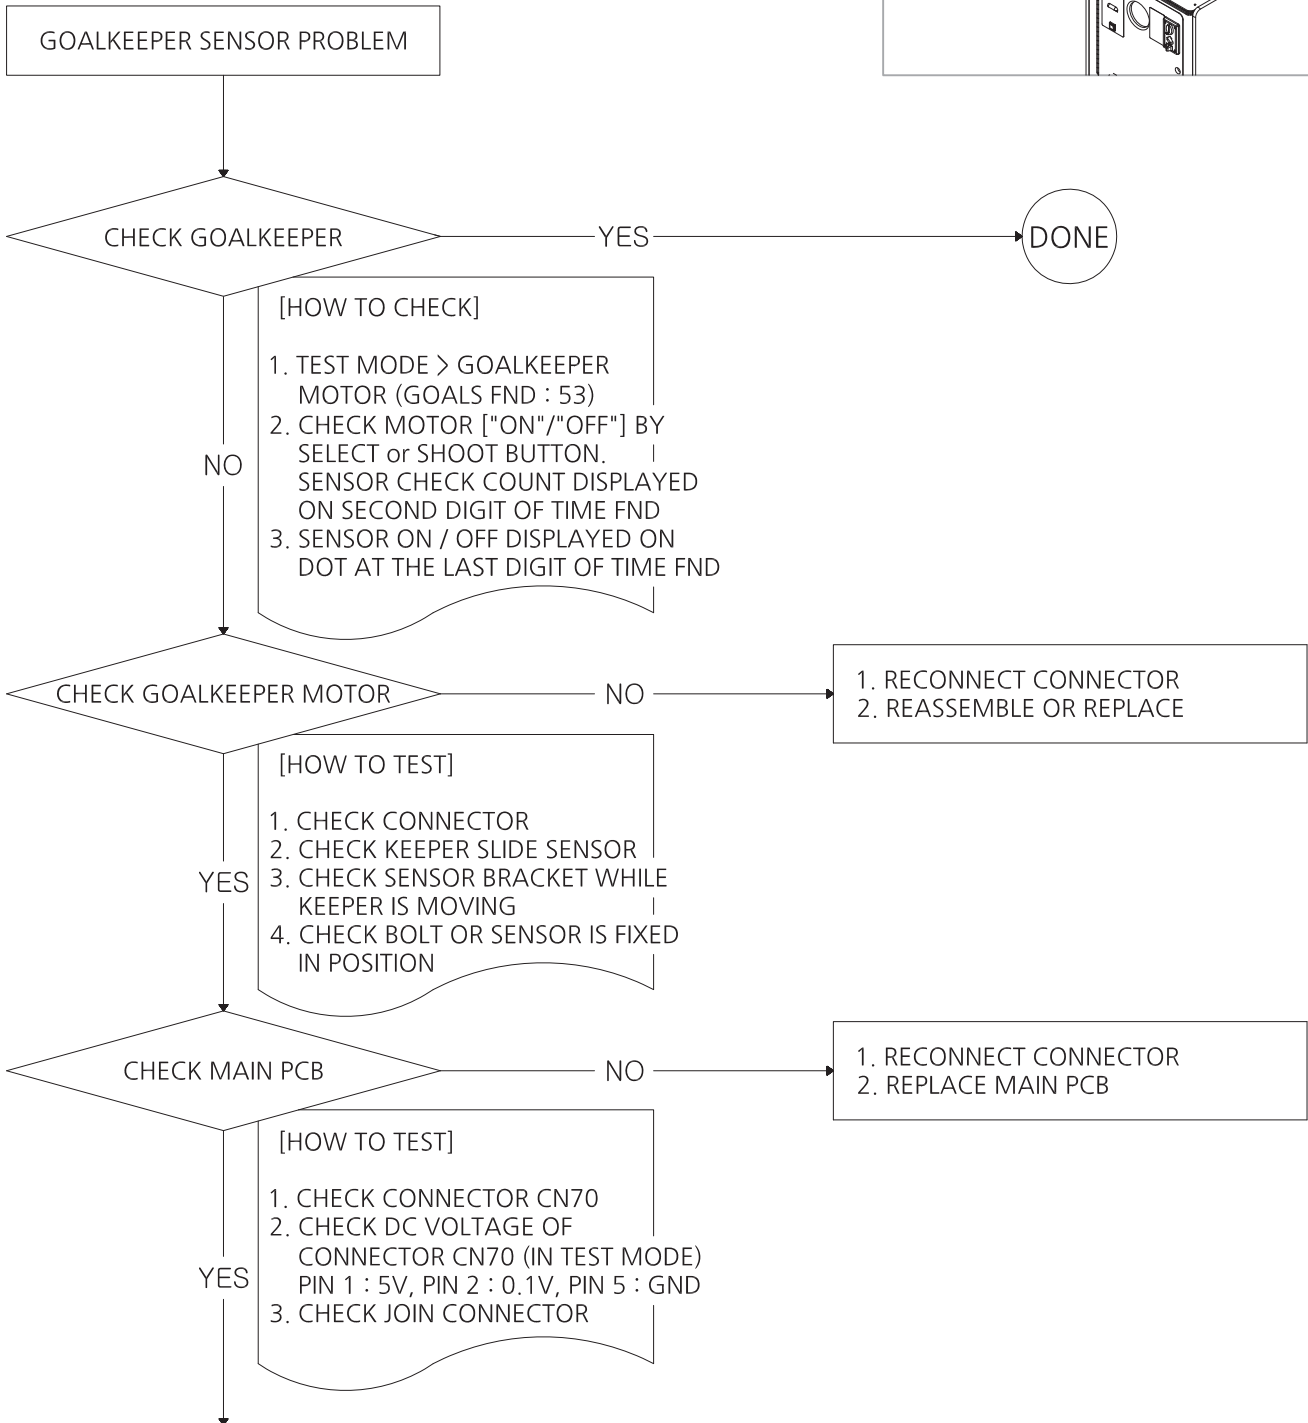 GOALKEEPER SENSOR PROBLEM
CHECK GOALKEEPER
YES
DONE
[HOW TO CHECK]
1. TEST MODE > GOALKEEPER
MOTOR (GOALS FND : 53)
2. CHECK MOTOR ["ON"/"OFF"] BY
SELECT or SHOOT BUTTON.
SENSOR CHECK COUNT DISPLAYED
ON SECOND DIGIT OF TIME FND
3. SENSOR ON / OFF DISPLAYED ON
DOT AT THE LAST DIGIT OF TIME FND
NO
CHECK GOALKEEPER MOTOR
NO
1. RECONNECT CONNECTOR
2. REASSEMBLE OR REPLACE
[HOW TO TEST]
1. CHECK CONNECTOR
2. CHECK KEEPER SLIDE SENSOR
3. CHECK SENSOR BRACKET WHILE
KEEPER IS MOVING
4. CHECK BOLT OR SENSOR IS FIXED
IN POSITION
YES
CHECK MAIN PCB
NO
1. RECONNECT CONNECTOR
2. REPLACE MAIN PCB
[HOW TO TEST]
1. CHECK CONNECTOR CN70
2. CHECK DC VOLTAGE OF
CONNECTOR CN70 (IN TEST MODE)
PIN 1 : 5V, PIN 2 : 0.1V, PIN 5 : GND
3. CHECK JOIN CONNECTOR
YES